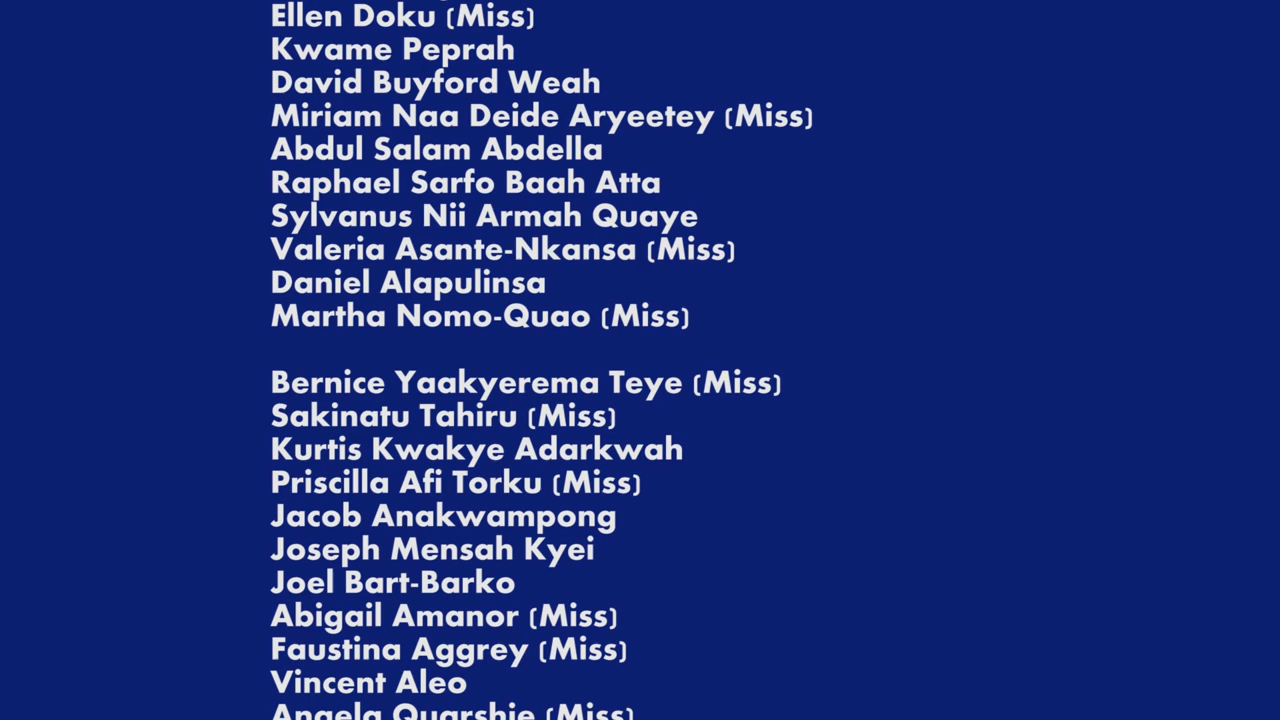 Ellen Doku (Miss)
Kwame Peprah
David Buyford Weah
Miriam Naa Deide Aryeetey (Miss)
Abdul Salam Abdella
Raphael Sarfo Baah Atta
Sylvanus Nii Armah Quaye
Valeria Asante-Nkansa (Miss)
Daniel Alapulinsa
Martha Nomo-Quao (Miss)
Bernice Yaakyerema Teye (Miss)
Sakinatu Tahiru (Miss)
Kurtis Kwakye Adarkwah
Priscilla Afi Torku (Miss)
Jacob Anakwampong
Joseph Mensah Kyei
Joel Bart-Barko
Abigail Amanor (Miss)
Faustina Aggrey (Miss)
Vincent Aleo
Angela Quarshie (Miss)